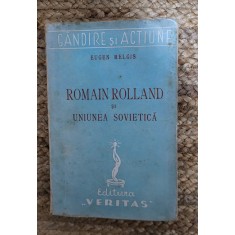 GÂNDIRE ȘI ACȚIUNE
EUGEN RELGIS
ROMAIN ROLLAND
ȘI
UNIUNEA SOVIETICĂ
Editura
„VERITAS"